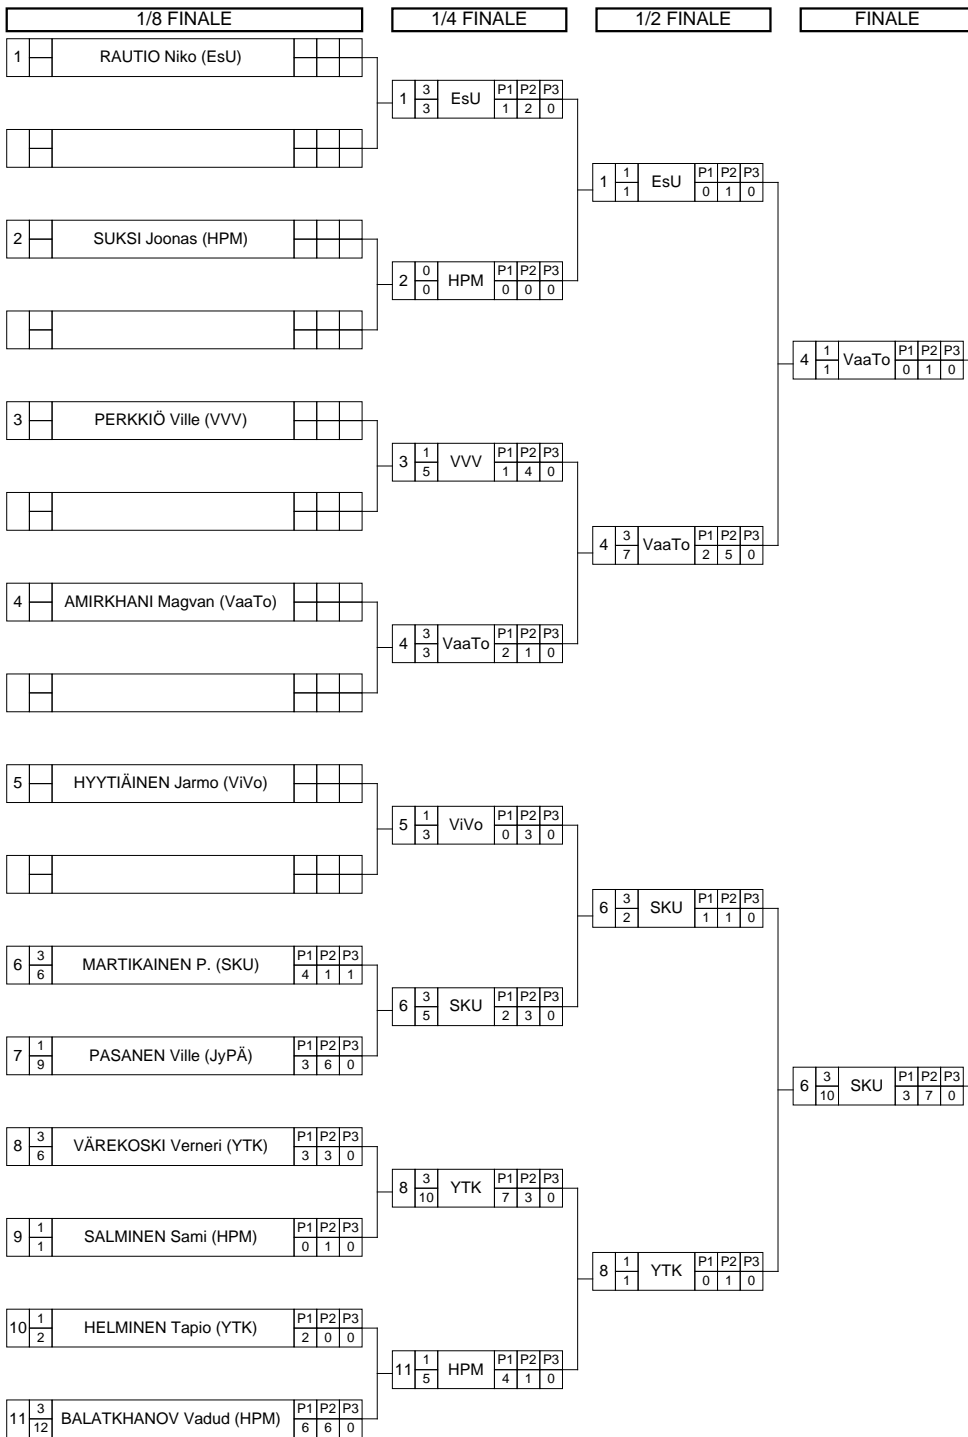 1/8 FINALE 1/4 FINALE 1/2 FINALE FINALE
1 RAUTIO Niko (EsU)
1 3 3 EsU P1 P2 P3 1 2 0
1 1 1 EsU P1 P2 P3 0 1 0
2 SUKSI Joonas (HPM)
2 0 0 HPM P1 P2 P3 0 0 0
4 1 1 VaaTo P1 P2 P3 0 1 0
3 PERKKIÖ Ville (VVV)
3 1 5 VVV P1 P2 P3 1 4 0
4 3 7 VaaTo P1 P2 P3 2 5 0
4 AMIRKHANI Magvan (VaaTo)
4 3 3 VaaTo P1 P2 P3 2 1 0
5 HYYTIÄINEN Jarmo (ViVo)
5 1 3 ViVo P1 P2 P3 0 3 0
6 3 2 SKU P1 P2 P3 1 1 0
6 3 6 MARTIKAINEN P. (SKU) P1 P2 P3 4 1 1
6 3 5 SKU P1 P2 P3 2 3 0
7 1 9 PASANEN Ville (JyPÄ) P1 P2 P3 3 6 0
6 3 10 SKU P1 P2 P3 3 7 0
8 3 6 VÄREKOSKI Verneri (YTK) P1 P2 P3 3 3 0
8 3 10 YTK P1 P2 P3 7 3 0
9 1 1 SALMINEN Sami (HPM) P1 P2 P3 0 1 0
8 1 1 YTK P1 P2 P3 0 1 0
10 1 2 HELMINEN Tapio (YTK) P1 P2 P3 2 0 0
11 1 5 HPM P1 P2 P3 4 1 0
11 3 12 BALATKHANOV Vadud (HPM) P1 P2 P3 6 6 0